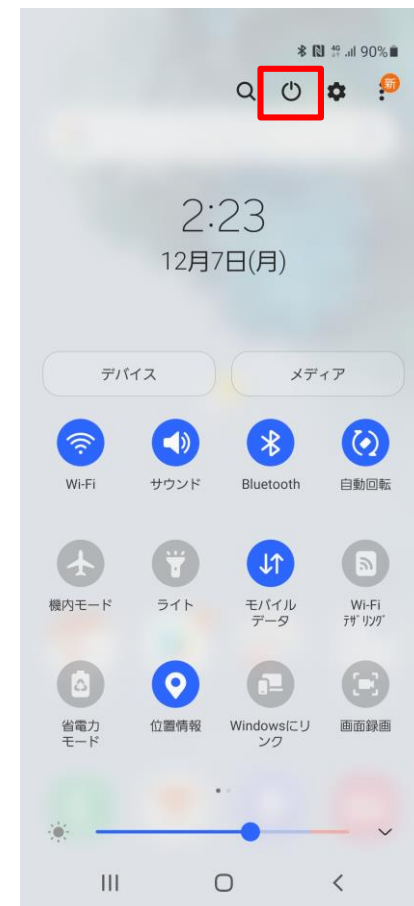 4G 90%
新
2:23
12月7日(月)
デバイス メディア
Wi-Fi サウンド Bluetooth 自動回転
機内モード ライト モバイル Wi-Fi
データ ﾃｻﾞﾘﾝｸﾞ
省電力 位置情報 Windowsにリ 画面録画
モード ンク